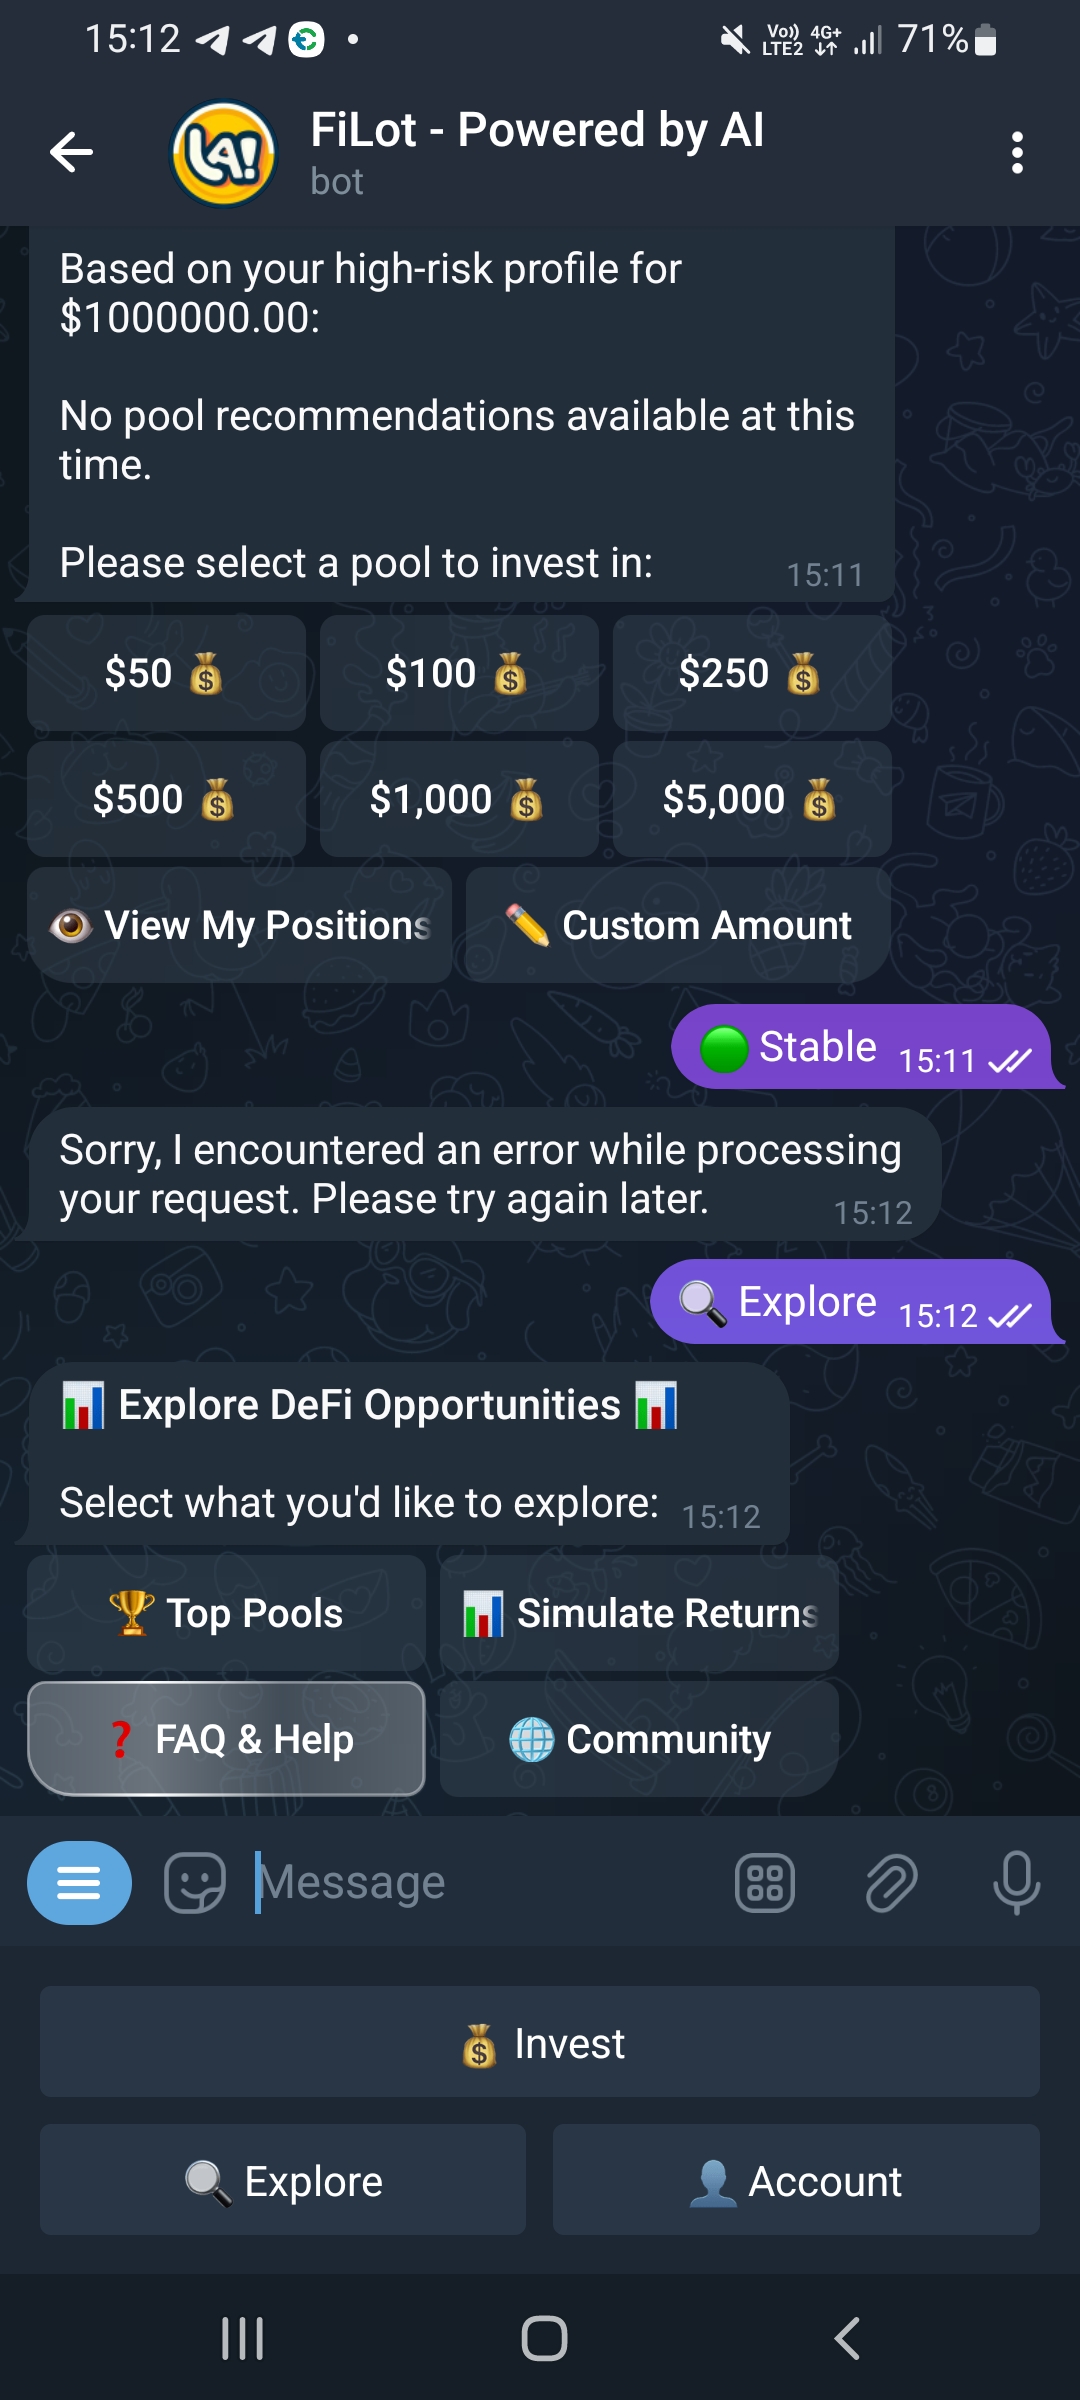 15:12
Vo)) LTE2 4G+ 71%
LA!
FiLot - Powered by AI
bot
Based on your high-risk profile for
$1000000.00:
No pool recommendations available at this
time.
Please select a pool to invest in: 15:11
$50 $100 $250
$500 $1,000 $5,000
View My Positions Custom Amount
Stable 15:11
Sorry, I encountered an error while processing
your request. Please try again later. 15:12
Explore 15:12
Explore DeFi Opportunities
Select what you'd like to explore: 15:12
Top Pools Simulate Returns
FAQ & Help Community
Message
Invest
Explore Account